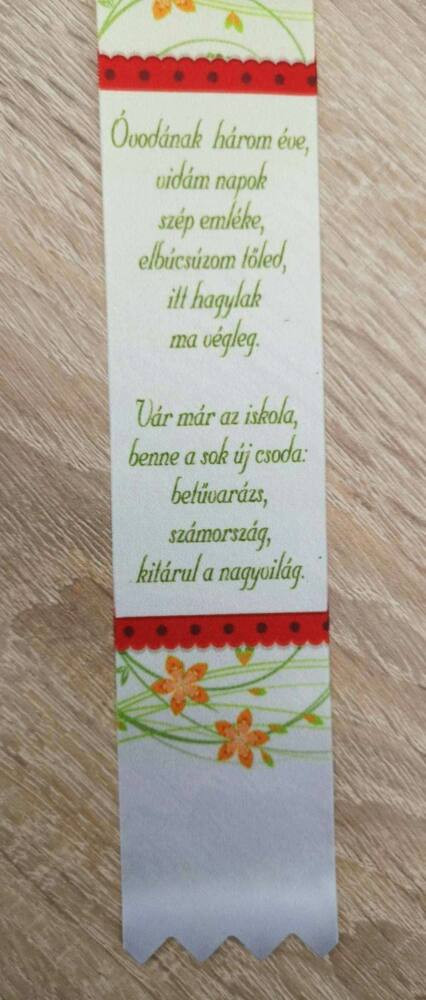 Óvodának három éve,
vidám napok
szép emléke,
elbúcsúzom tőled,
itt hagylak
ma végleg.
Vár már az iskola,
benne a sok új csoda:
betűvarázs,
számország,
kitárul a nagyvilág.